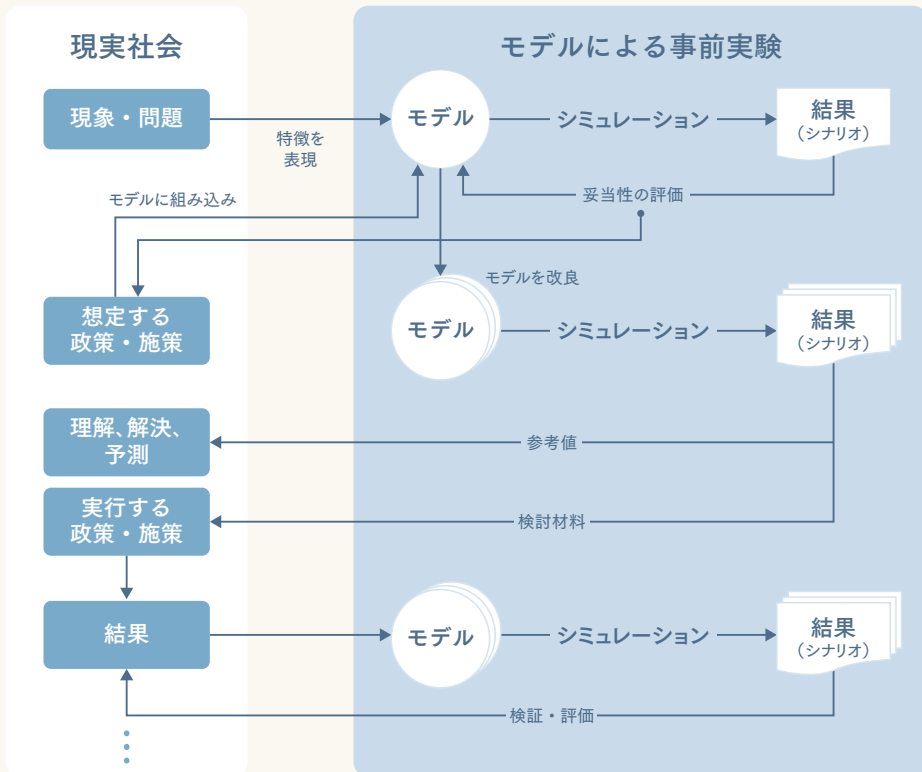 現実社会
モデルによる事前実験
現象・問題
特徴を
表現
モデル
シミュレーション
結果
（シナリオ）
妥当性の評価
モデルに組み込み
モデルを改良
想定する
政策・施策
モデル
シミュレーション
結果
（シナリオ）
理解、解決、
予測
参考値
実行する
政策・施策
検討材料
結果
モデル
シミュレーション
結果
（シナリオ）
検証・評価